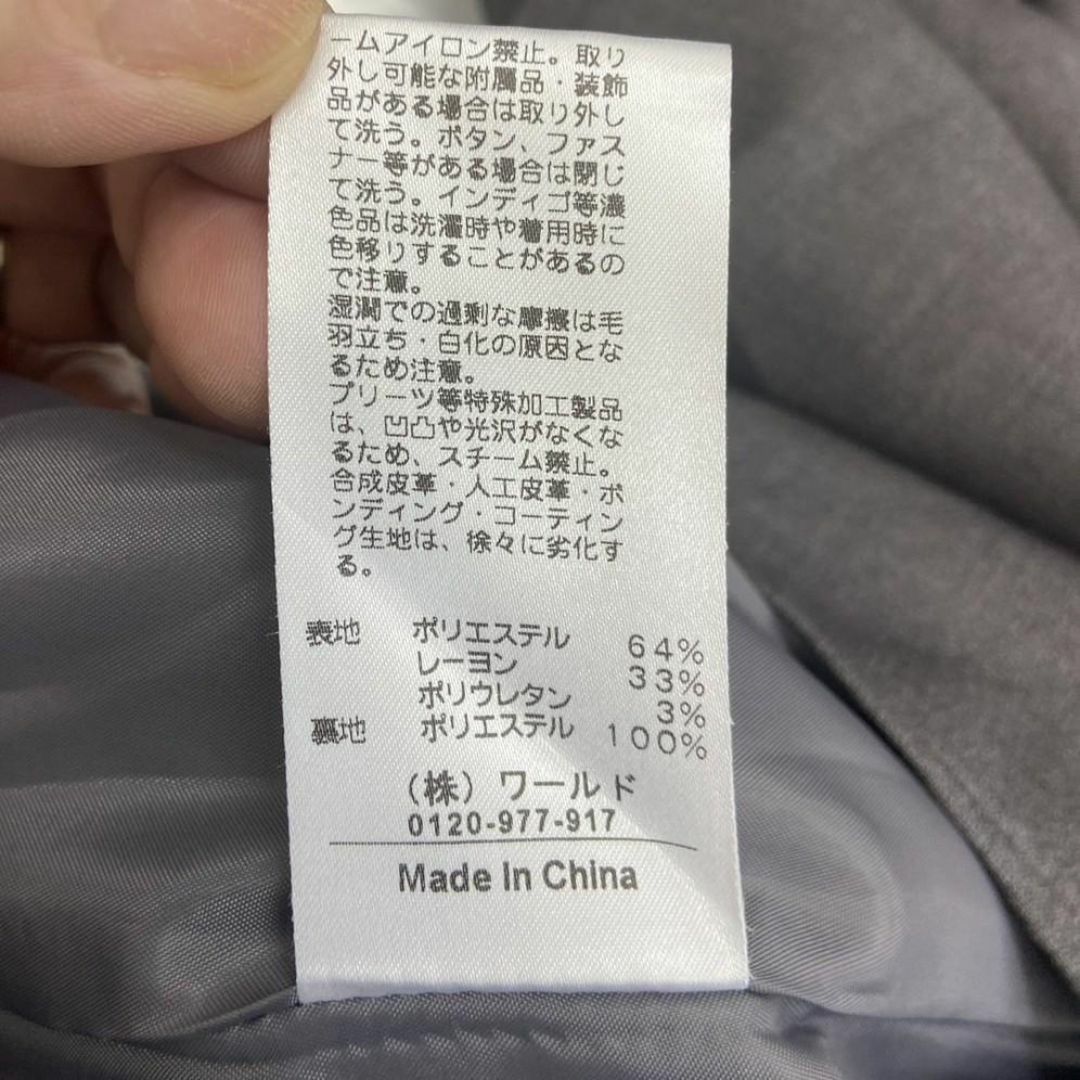 ームアイロン禁止。取り
外し可能な附属品・装飾
品がある場合は取り外し
て洗う。ボタン、ファス
ナー等がある場合は閉じ
て洗う。インディゴ等濃
色品は洗濯時や着用時に
色移りすることがあるの
で注意。
湿潤での過剰な摩擦は毛
羽立ち・白化の原因とな
るため注意。
プリーツ等特殊加工製品
は、凹凸や光沢がなくな
るため、スチーム禁止。
合成皮革・人工皮革・ボ
ンディング・コーティン
グ生地は、徐々に劣化す
る。
表地 ポリエステル 64%
レーヨン 33%
ポリウレタン 3%
裏地 ポリエステル 100%
(株)ワールド
0120-977-917
Made In China